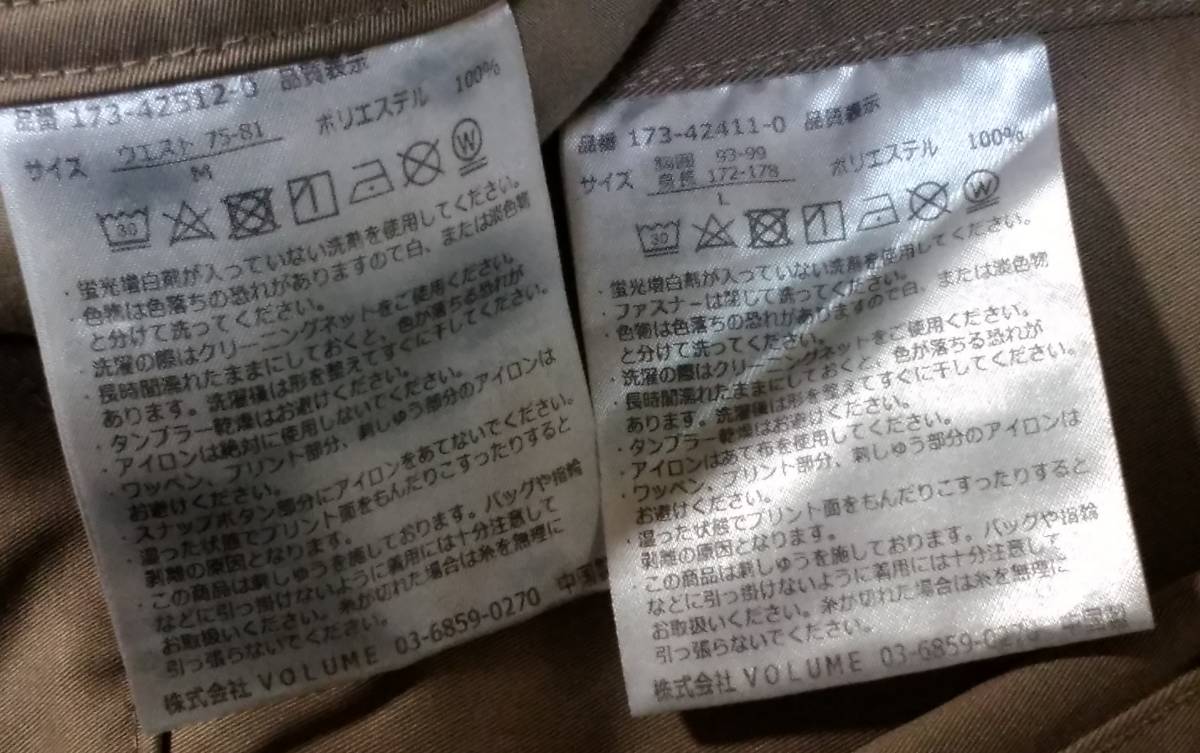 品番 173-42512-0 品質表示
サイズ ウエスト 75-81 ポリエステル 100%
M
30 1 W
・蛍光増白剤が入っていない洗剤を使用してください。
・色物は色落ちの恐れがありますので白、または淡色物
と分けて洗ってください。
・洗濯の際はクリーニングネットをご使用ください。
・長時間濡れたままにしておくと、色が落ちる恐れが
あります。洗濯後は形を整えてすぐに干してください。
・タンブラー乾燥はお避けください。
・アイロンは絶対に使用しないでください。
・ワッペン、プリント部分、刺しゅう部分のアイロンは
お避けください。
・スナップボタン部分にアイロンをあてないでください。
・湿った状態でプリント面をもんだりこすったりすると
剥離の原因となります。
・この商品は刺しゅうを施しております。バッグや指輪
などに引っ掛けないように着用には十分注意して
お取扱いください。糸が切れた場合は糸を無理に
引っ張らないでください。
株式会社 VOLUME 03-6859-0270 中国製
品番 173-42411-0 品質表示
サイズ 胸囲 93-99 ポリエステル 100%
身長 172-178
L
30 1 W
・蛍光増白剤が入っていない洗剤を使用してください。
・ファスナーは閉じて洗ってください。
・色物は色落ちの恐れがありますので白、または淡色物
と分けて洗ってください。
・洗濯の際はクリーニングネットをご使用ください。
・長時間濡れたままにしておくと、色が落ちる恐れが
あります。洗濯後は形を整えてすぐに干してください。
・タンブラー乾燥はお避けください。
・アイロンはあて布を使用してください。
・ワッペン、プリント部分、刺しゅう部分のアイロンは
お避けください。
・湿った状態でプリント面をもんだりこすったりすると
剥離の原因となります。
・この商品は刺しゅうを施しております。バッグや指輪
などに引っ掛けないように着用には十分注意して
お取扱いください。糸が切れた場合は糸を無理に
引っ張らないでください。
株式会社 VOLUME 03-6859-0270 中国製